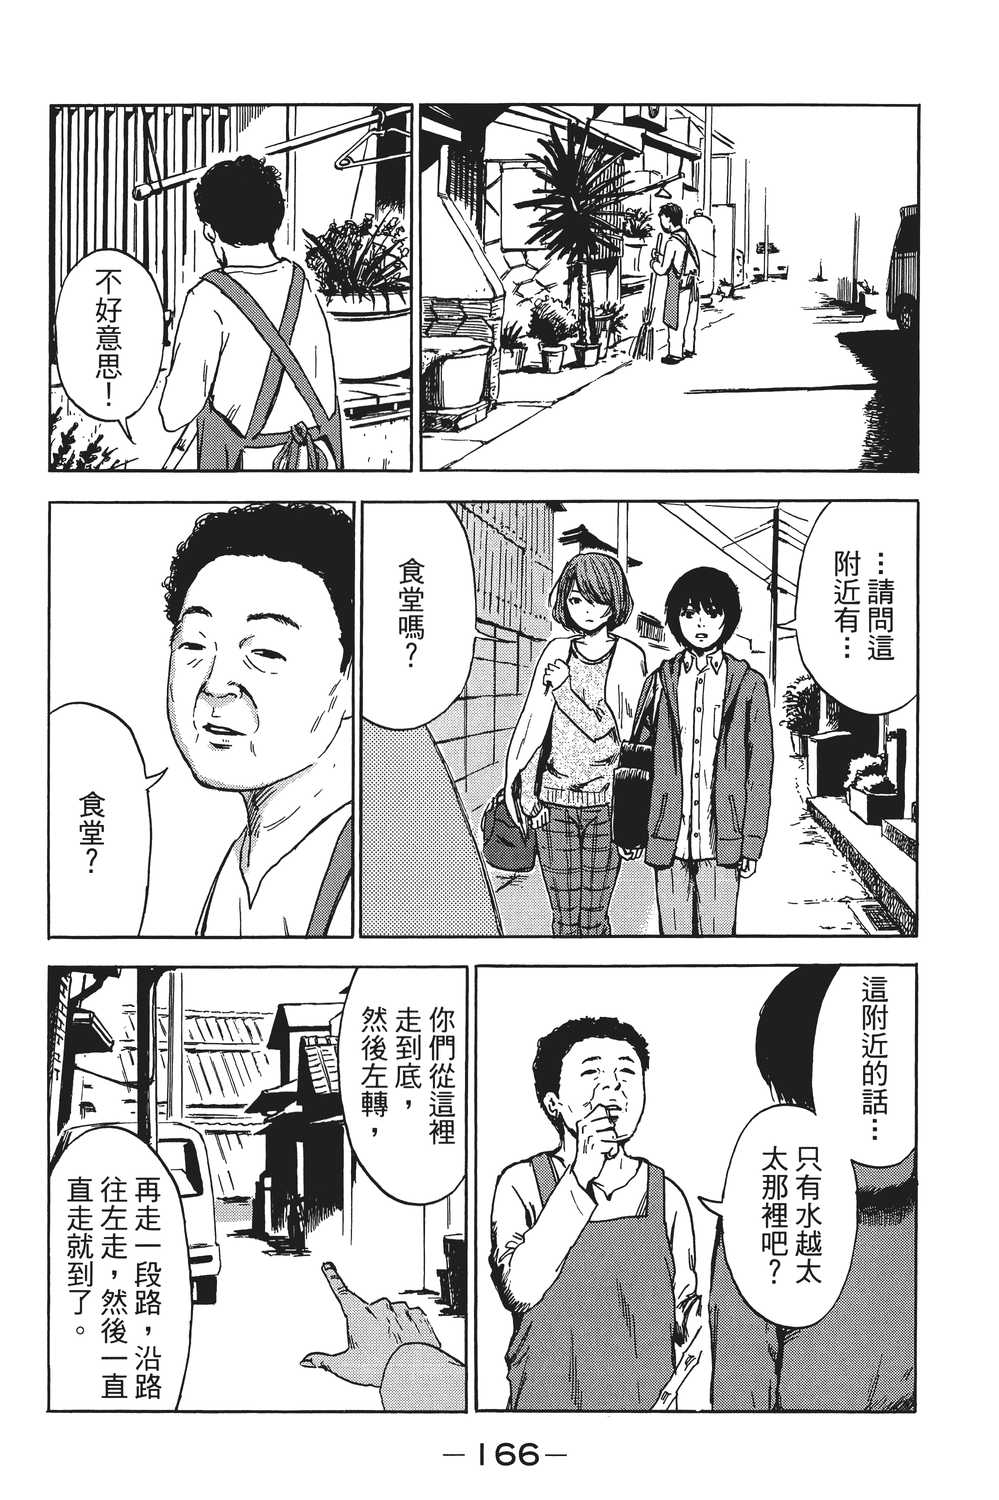 不好意思！
…請問這
附近有…
食堂嗎？
食堂？
這附近的話…
只有水越太
太那裡吧？
你們從這裡
走到底，
然後左轉，
再走一段路，沿路
往左走，然後一直
直走就到了。
—166—